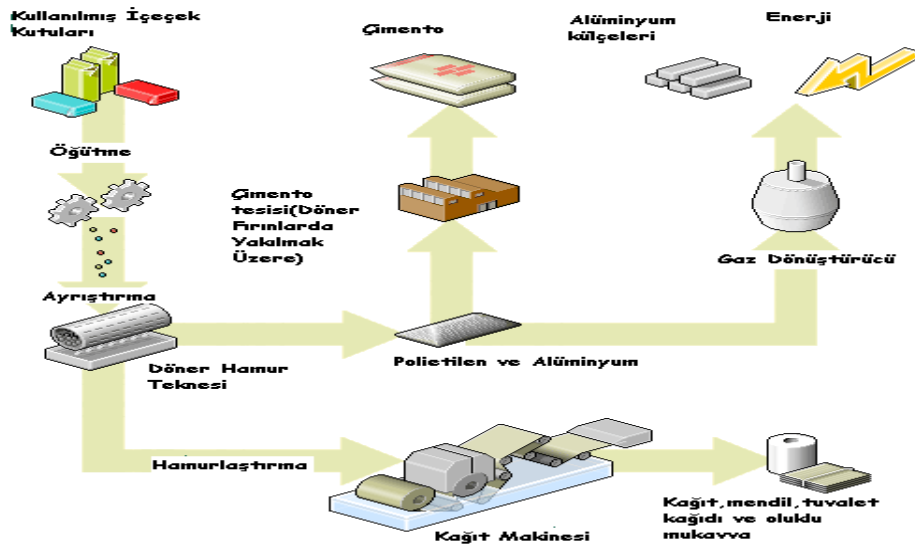 Kullanılmış İçeçek
Kutuları
Çimento
Alüminyum
külçeleri
Enerji
Öğütme
Çimento
tesisi(Döner
Fırınlarda
Yakılmak
Üzere)
Gaz Dönüştürücü
Ayrıştırma
Döner Hamur
Teknesi
Polietilen ve Alüminyum
Hamurlaştırma
Kağıt Makinesi
Kağıt,mendil,tuvalet
kağıdı ve oluklu
mukavva